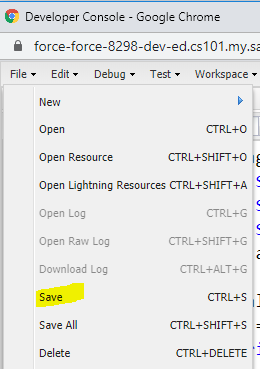 Developer Console - Google Chrome
force-force-8298-dev-ed.cs101.my.sa
File Edit Debug Test Workspace
New
Open CTRL+O
Open Resource CTRL+SHIFT+O
Open Lightning Resources CTRL+SHIFT+A
Open Log CTRL+G
Open Raw Log CTRL+SHIFT+G
Download Log CTRL+ALT+G
Save CTRL+S
Save All CTRL+SHIFT+S
Delete CTRL+DELETE